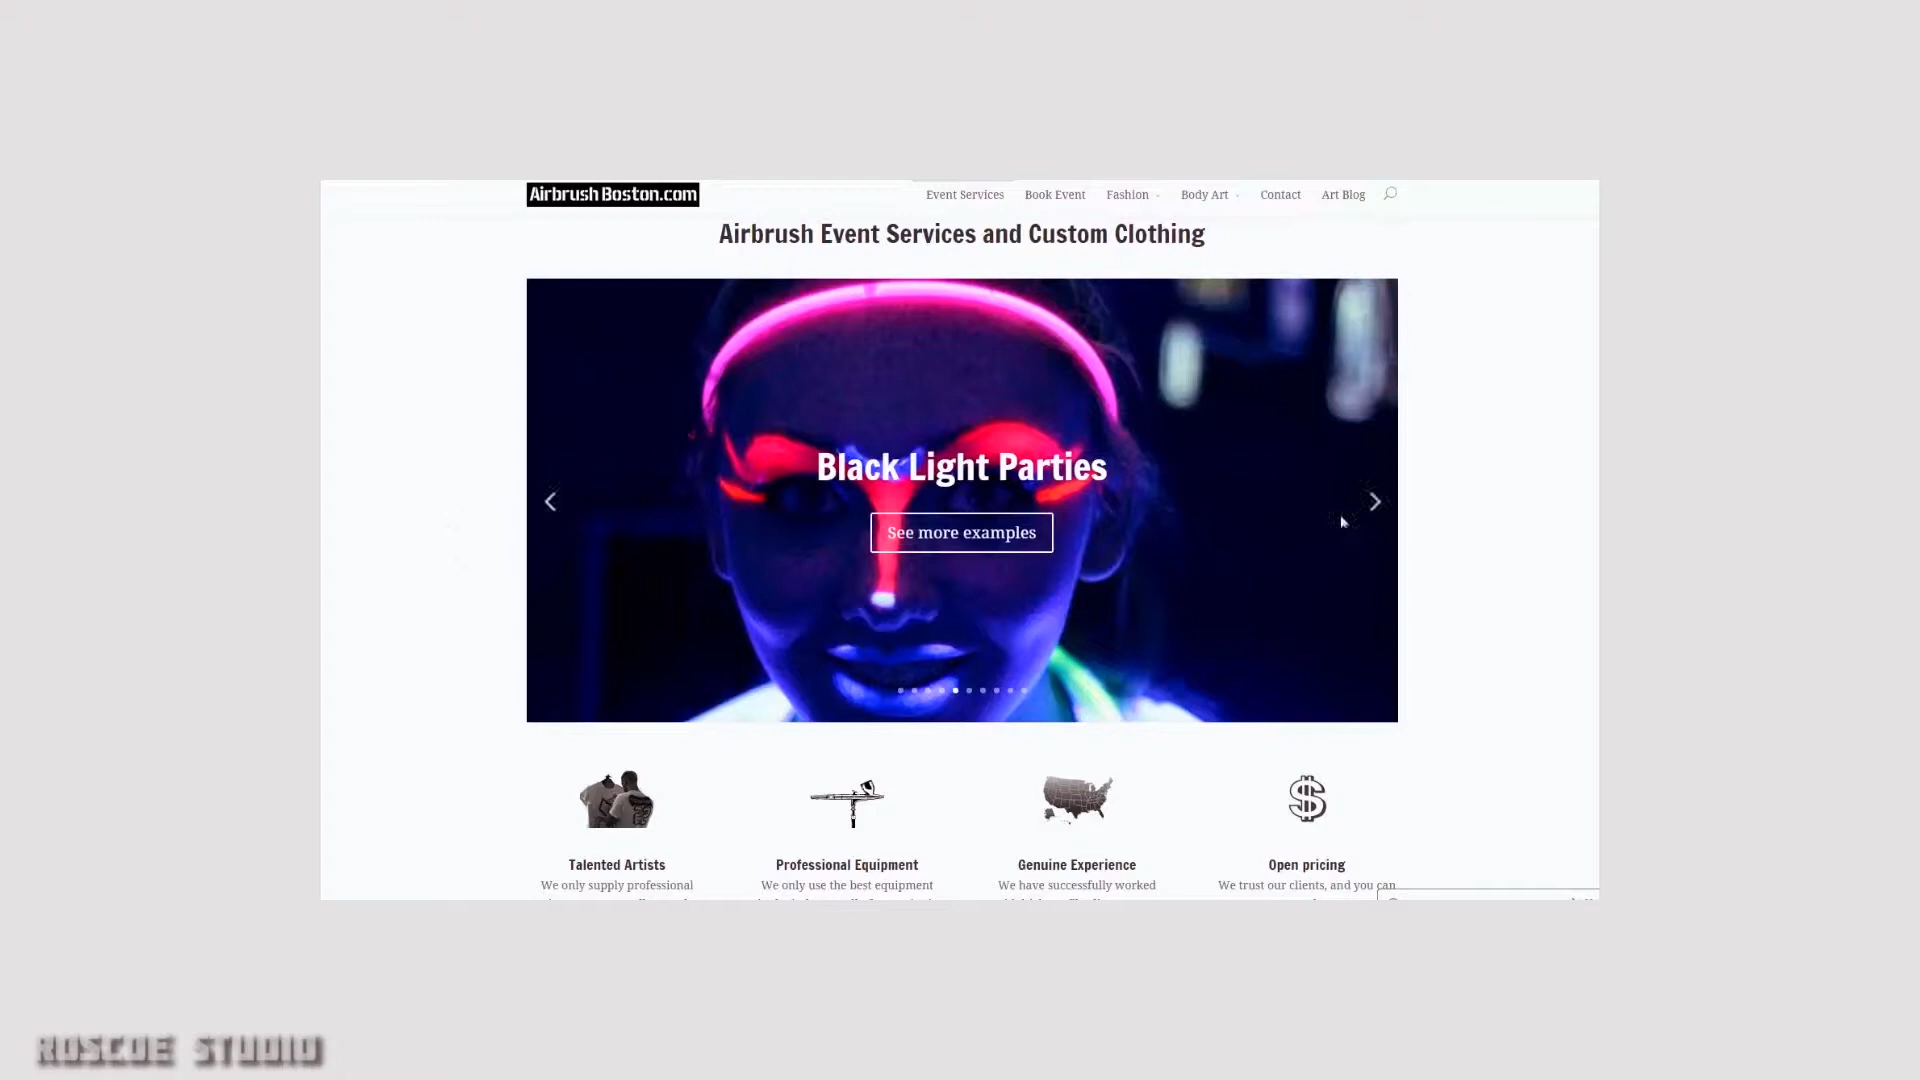 Airbrush Boston.com
Event Services Book Event Fashion Body Art Contact Art Blog
Airbrush Event Services and Custom Clothing
Black Light Parties
See more examples
Talented Artists Professional Equipment Genuine Experience Open pricing
We only supply professional We only use the best equipment We have successfully worked We trust our clients, and you can
ROSCOE STUDIO